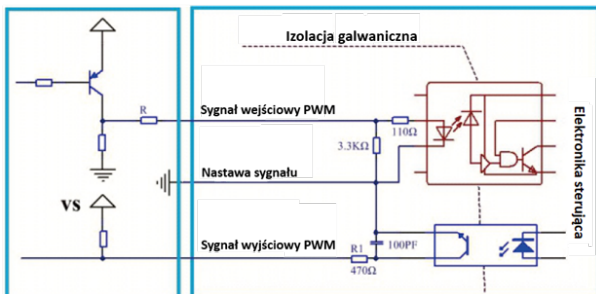 Izolacja galwaniczna
R
Sygnał wejściowy PWM
110Ω
3.3KΩ
Nastawa sygnału
VS
Sygnał wyjściowy PWM
R1
470Ω
100PF
Elektronika sterująca